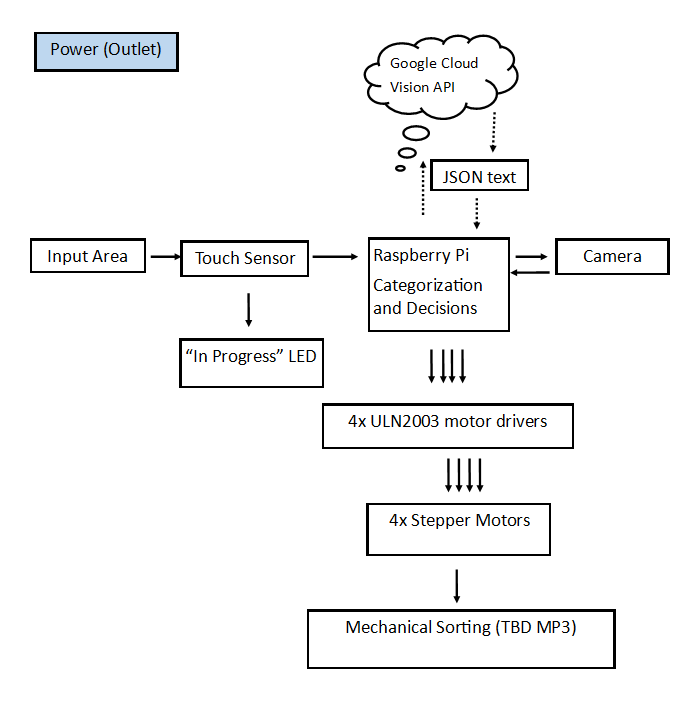 Power (Outlet)
Google Cloud
Vision API
JSON text
Input Area
Touch Sensor
Raspberry Pi
Categorization
and Decisions
Camera
“In Progress” LED
4x ULN2003 motor drivers
4x Stepper Motors
Mechanical Sorting (TBD MP3)